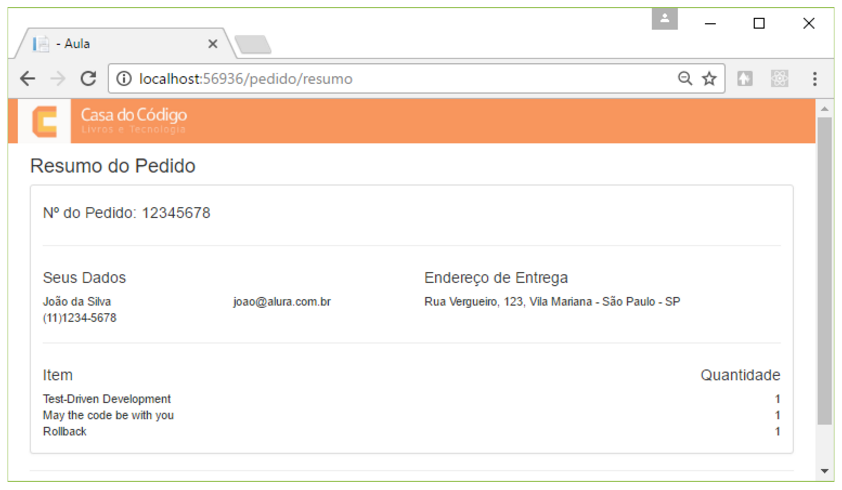 - Aula
localhost:56936/pedido/resumo
Casa do Código
Livros e Tecnologia
Resumo do Pedido
Nº do Pedido: 12345678
Seus Dados
Endereço de Entrega
João da Silva
joao@alura.com.br
Rua Vergueiro, 123, Vila Mariana - São Paulo - SP
(11)1234-5678
Item
Quantidade
Test-Driven Development
1
May the code be with you
1
Rollback
1